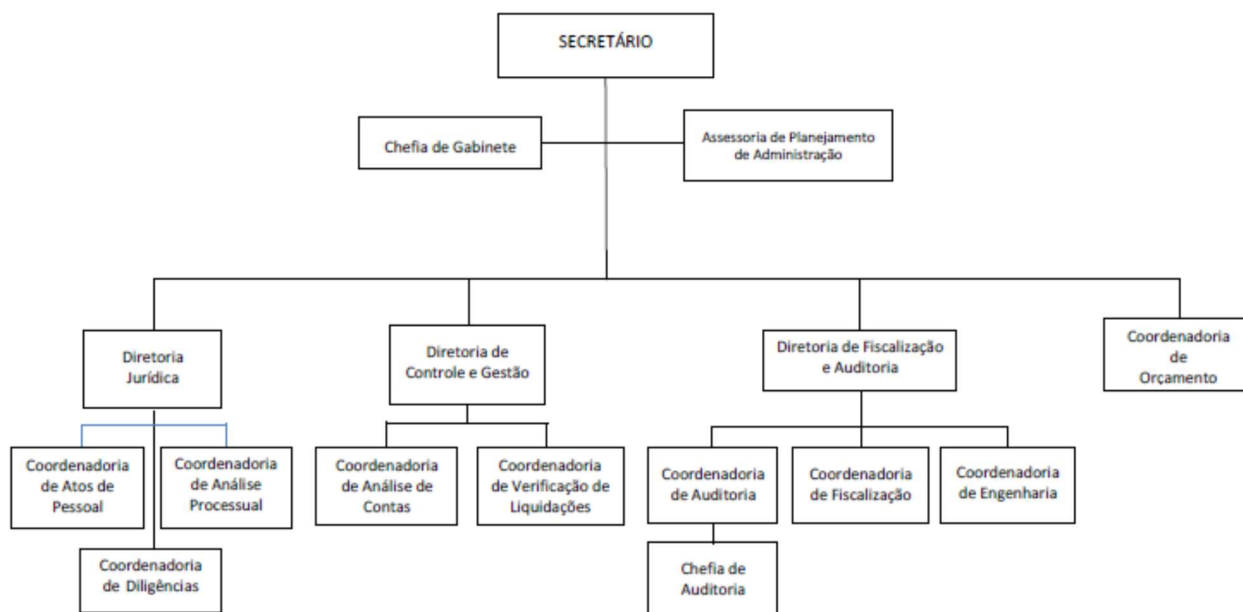 SECRETÁRIO
Chefia de Gabinete
Assessoria de Planejamento
de Administração
Diretoria
Jurídica
Diretoria de
Controle e Gestão
Diretoria de Fiscalização
e Auditoria
Coordenadoria
de
Orçamento
Coordenadoria
de Atos de
Pessoal
Coordenadoria
de Análise
Processual
Coordenadoria
de Análise de
Contas
Coordenadoria
de Verificação de
Liquidações
Coordenadoria
de Auditoria
Coordenadoria
de Fiscalização
Coordenadoria
de Engenharia
Coordenadoria
de Diligências
Chefia de
Auditoria